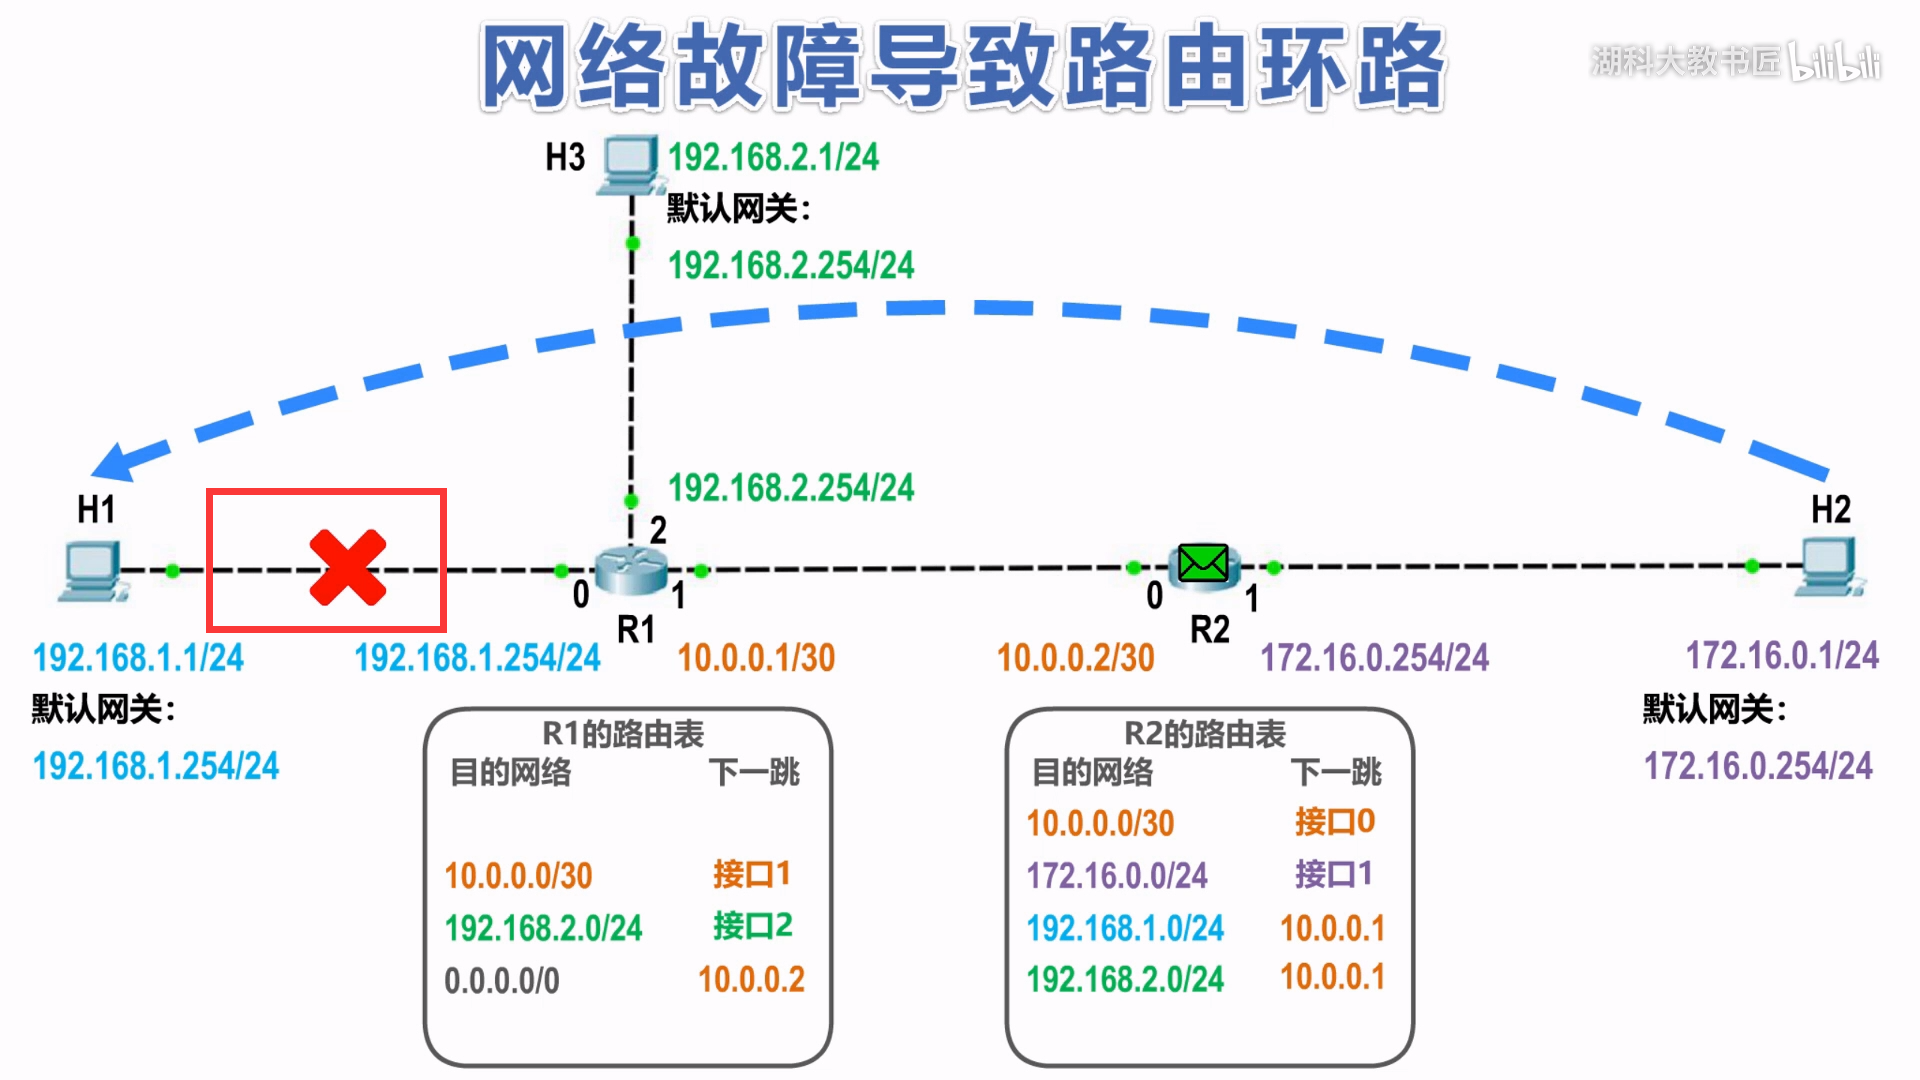 网络故障导致路由环路
湖科大教书匠 bilibili
H3
192.168.2.1/24
默认网关：
192.168.2.254/24
192.168.2.254/24
H1
H2
2
0
1
R1
0
1
R2
192.168.1.1/24
192.168.1.254/24
10.0.0.1/30
10.0.0.2/30
172.16.0.254/24
172.16.0.1/24
默认网关：
192.168.1.254/24
默认网关：
172.16.0.254/24
R1的路由表
目的网络 下一跳
10.0.0.0/30 接口1
192.168.2.0/24 接口2
0.0.0.0/0 10.0.0.2
R2的路由表
目的网络 下一跳
10.0.0.0/30 接口0
172.16.0.0/24 接口1
192.168.1.0/24 10.0.0.1
192.168.2.0/24 10.0.0.1